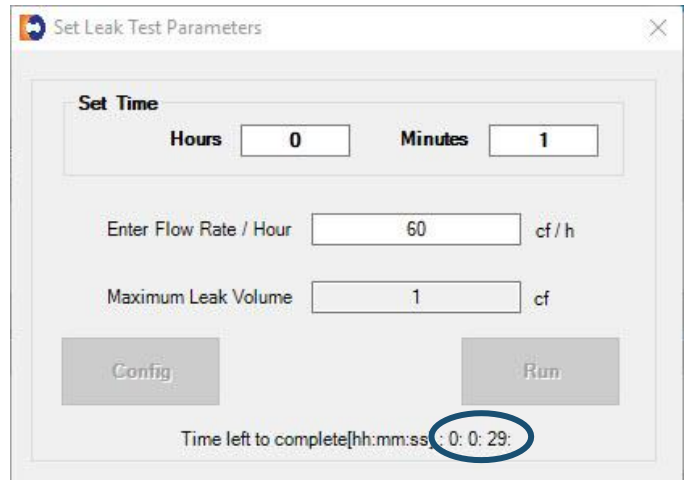 Set Leak Test Parameters
Set Time
Hours 0 Minutes 1
Enter Flow Rate / Hour 60 cf / h
Maximum Leak Volume 1 cf
Config Run
Time left to complete[hh:mm:ss]: 0: 0: 29: